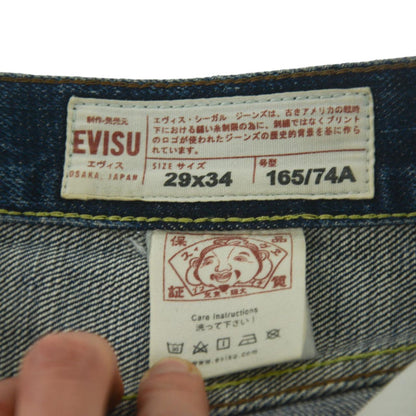 制作・発売元
EVISU
エヴィス
OSAKA, JAPAN
エヴィス・シーガル ジーンズは、古きアメリカの戦時
下における縫い糸制限の為に、刺繍ではなくプリント
のロゴが使われたジーンズの歴史的背景を基に作ら
れています。
SIZE サイズ
29x34
号型
165/74A
保 品
証 質
Care Instructions
洗って下さい!
www.evisu.com